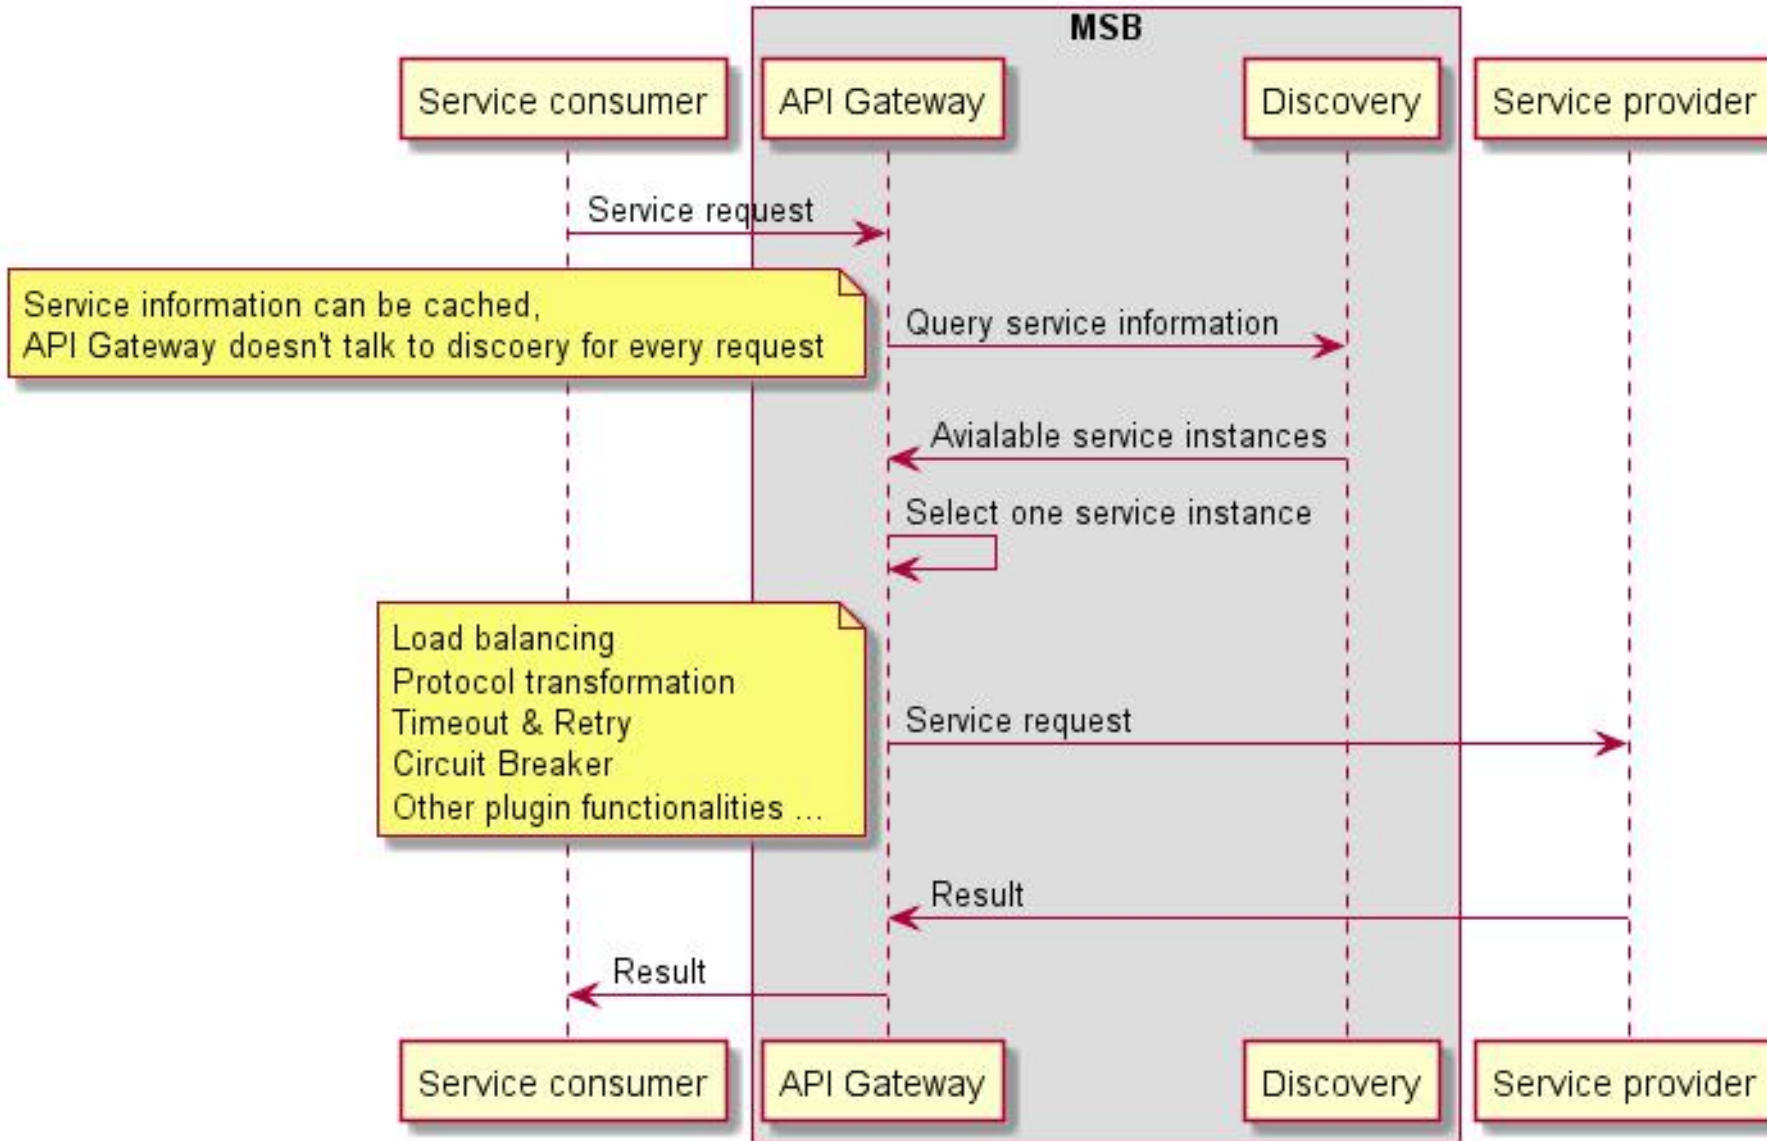 MSB
Service consumer
API Gateway
Discovery
Service provider
Service request
Service information can be cached,
API Gateway doesn't talk to discoery for every request
Query service information
Avialable service instances
Select one service instance
Load balancing
Protocol transformation
Timeout & Retry
Circuit Breaker
Other plugin functionalities ...
Service request
Result
Result
Service consumer
API Gateway
Discovery
Service provider